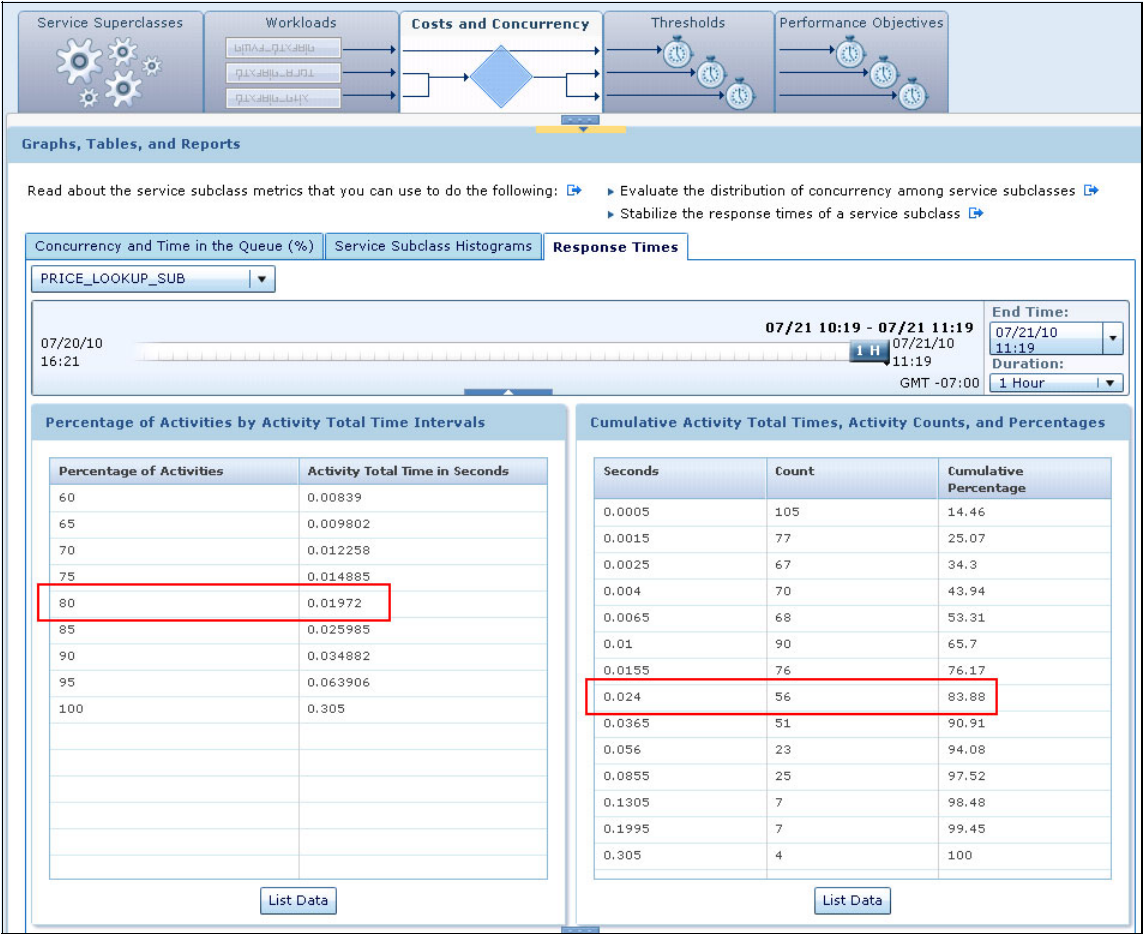 Service Superclasses
Workloads
Costs and Concurrency
Thresholds
Performance Objectives
Graphs, Tables, and Reports
Read about the service subclass metrics that you can use to do the following:
Evaluate the distribution of concurrency among service subclasses
Stabilize the response times of a service subclass
Concurrency and Time in the Queue (%)
Service Subclass Histograms
Response Times
PRICE_LOOKUP_SUB
07/20/10
16:21
07/21 10:19 - 07/21 11:19
1 H
07/21/10
11:19
GMT -07:00
End Time:
07/21/10
11:19
Duration:
1 Hour
Percentage of Activities by Activity Total Time Intervals
Percentage of Activities Activity Total Time in Seconds
60 0.00839
65 0.009802
70 0.012258
75 0.014885
80 0.01972
85 0.025985
90 0.034882
95 0.063906
100 0.305
List Data
Cumulative Activity Total Times, Activity Counts, and Percentages
Seconds Count Cumulative
Percentage
0.0005 105 14.46
0.0015 77 25.07
0.0025 67 34.3
0.004 70 43.94
0.0065 68 53.31
0.01 90 65.7
0.0155 76 76.17
0.024 56 83.88
0.0365 51 90.91
0.056 23 94.08
0.0855 25 97.52
0.1305 7 98.48
0.1995 7 99.45
0.305 4 100
List Data